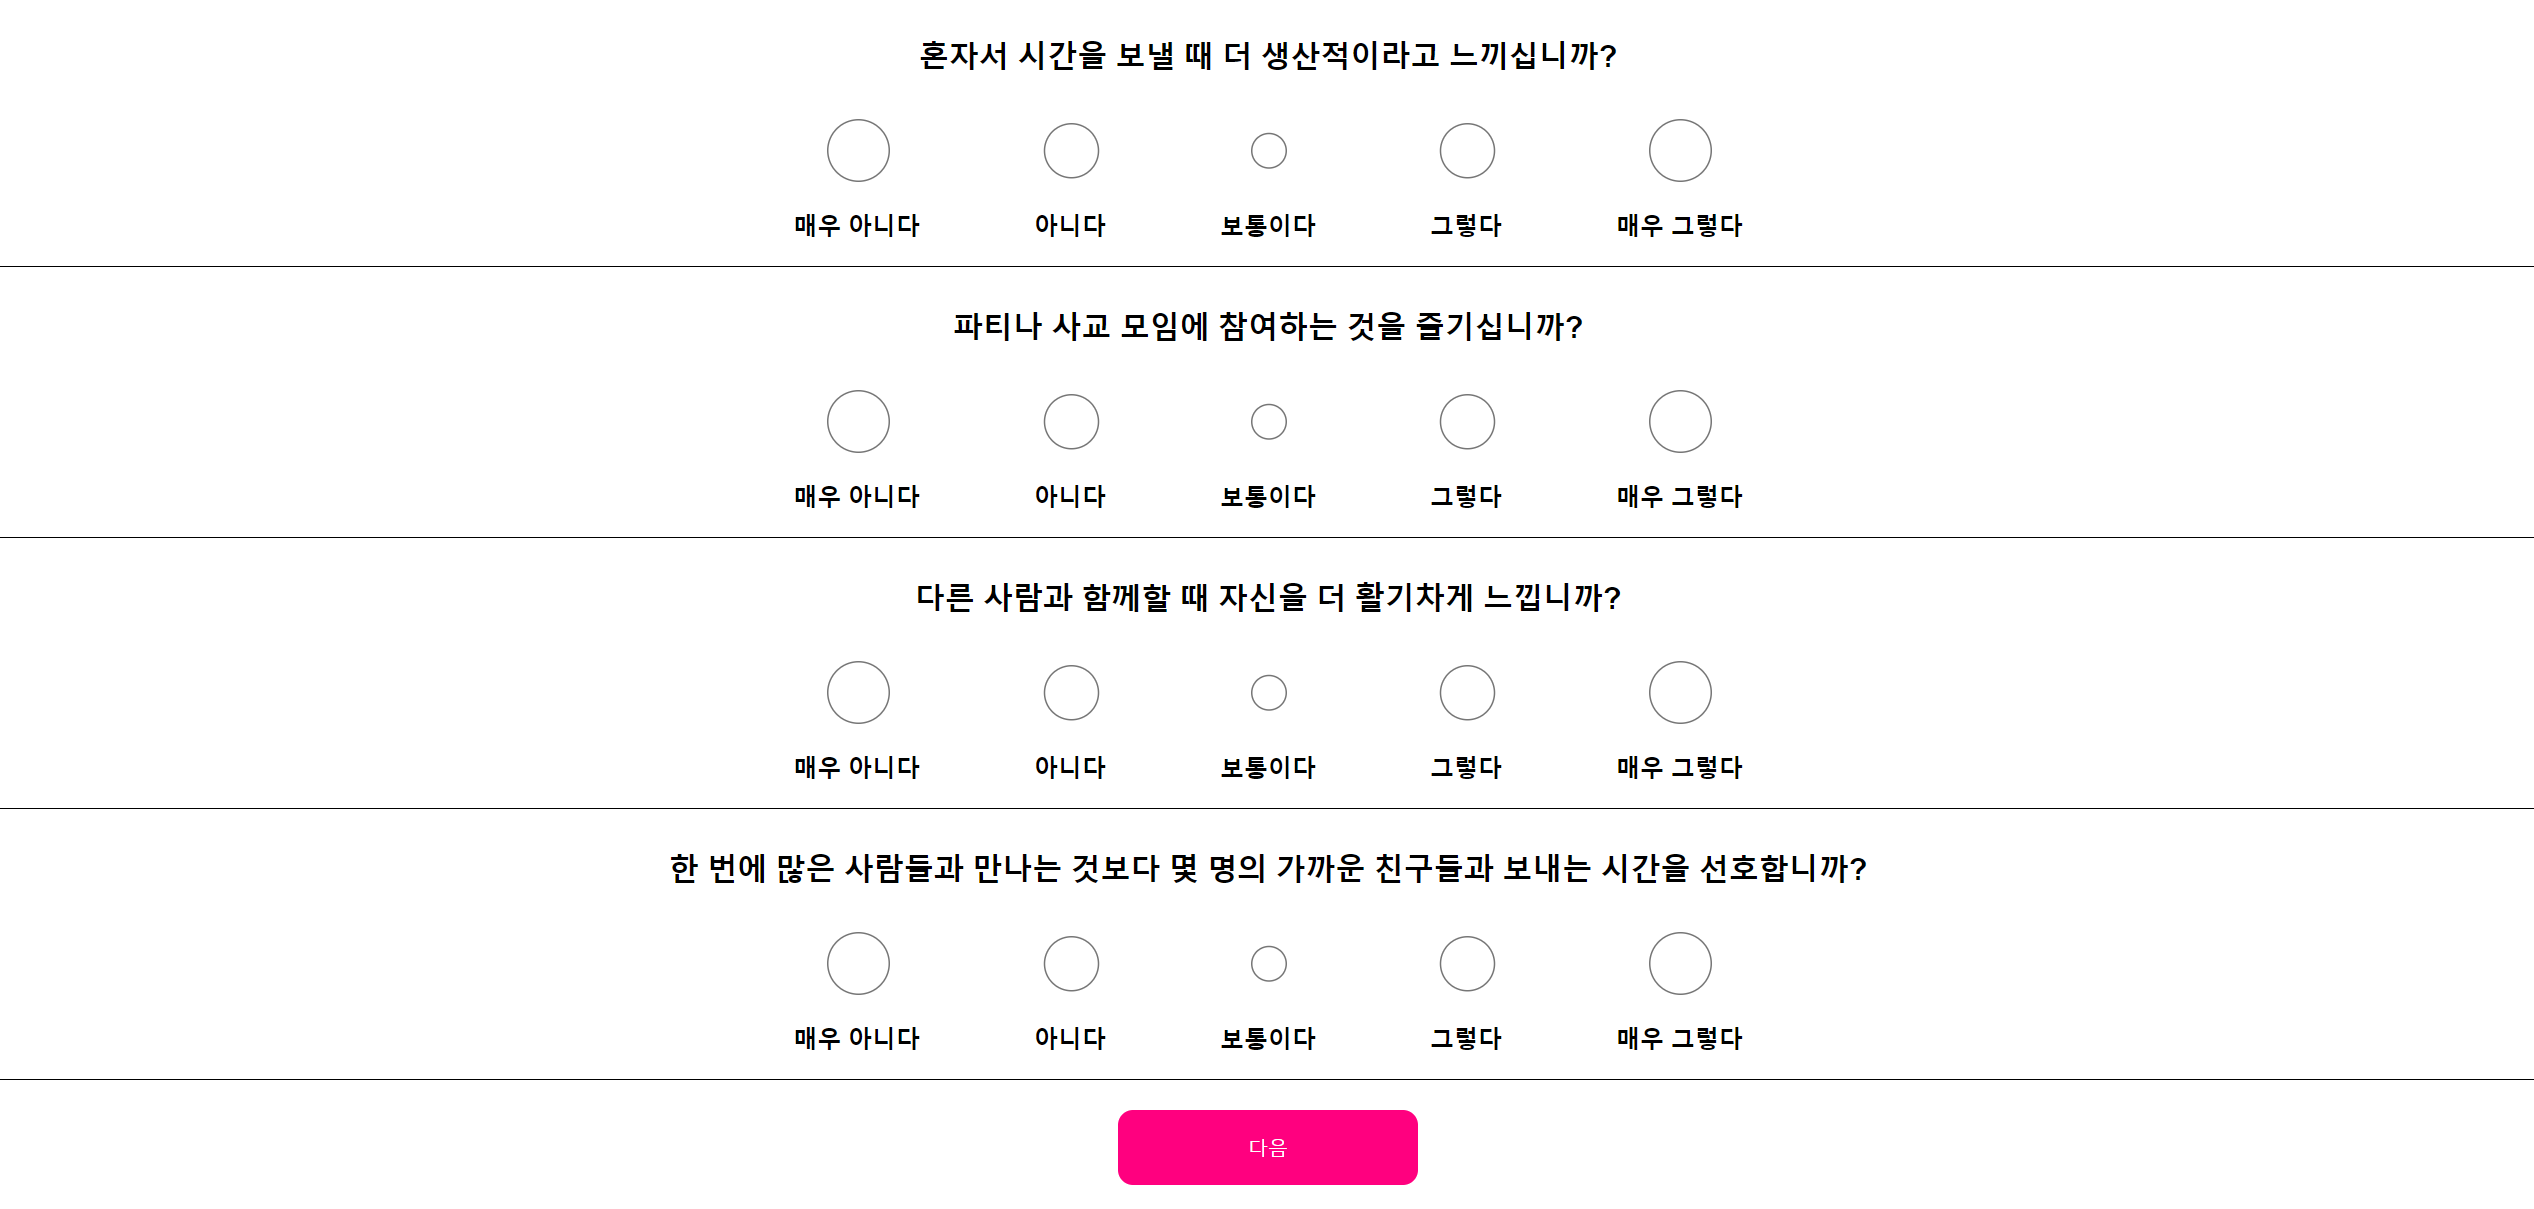 혼자서 시간을 보낼 때 더 생산적이라고 느끼십니까?
매우 아니다 아니다 보통이다 그렇다 매우 그렇다
파티나 사교 모임에 참여하는 것을 즐기십니까?
매우 아니다 아니다 보통이다 그렇다 매우 그렇다
다른 사람과 함께할 때 자신을 더 활기차게 느낍니까?
매우 아니다 아니다 보통이다 그렇다 매우 그렇다
한 번에 많은 사람들과 만나는 것보다 몇 명의 가까운 친구들과 보내는 시간을 선호합니까?
매우 아니다 아니다 보통이다 그렇다 매우 그렇다
다음